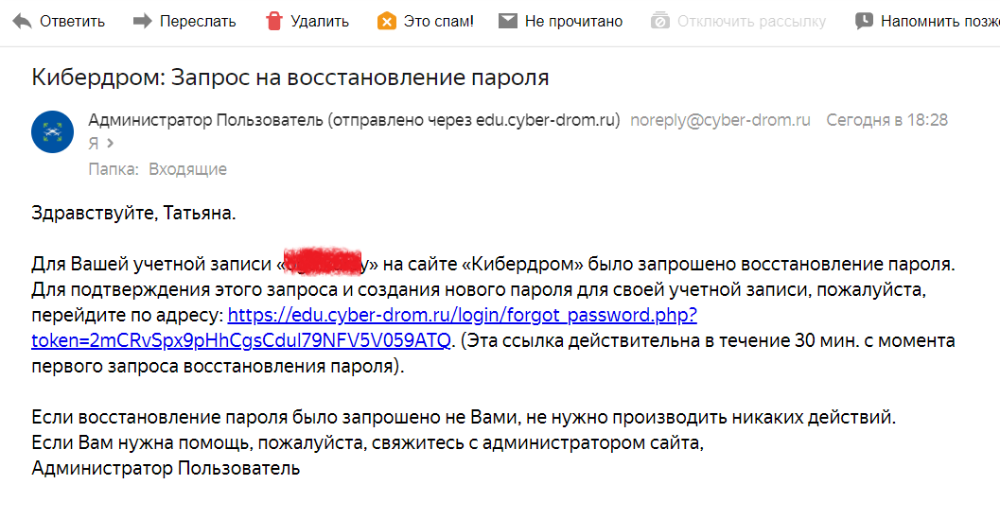 Ответить Переслать Удалить Это спам! Не прочитано Отключить рассылку Напомнить позже
Кибердром: Запрос на восстановление пароля
Администратор Пользователь (отправлено через edu.cyber-drom.ru) noreply@cyber-drom.ru Сегодня в 18:28
Я
Папка: Входящие
Здравствуйте, Татьяна.
Для Вашей учетной записи « у» на сайте «Кибердром» было запрошено восстановление пароля.
Для подтверждения этого запроса и создания нового пароля для своей учетной записи, пожалуйста,
перейдите по адресу: https://edu.cyber-drom.ru/login/forgot_password.php?
token=2mCRvSpx9pHhCgsCdul79NFV5V059ATQ. (Эта ссылка действительна в течение 30 мин. с момента
первого запроса восстановления пароля).
Если восстановление пароля было запрошено не Вами, не нужно производить никаких действий.
Если Вам нужна помощь, пожалуйста, свяжитесь с администратором сайта,
Администратор Пользователь